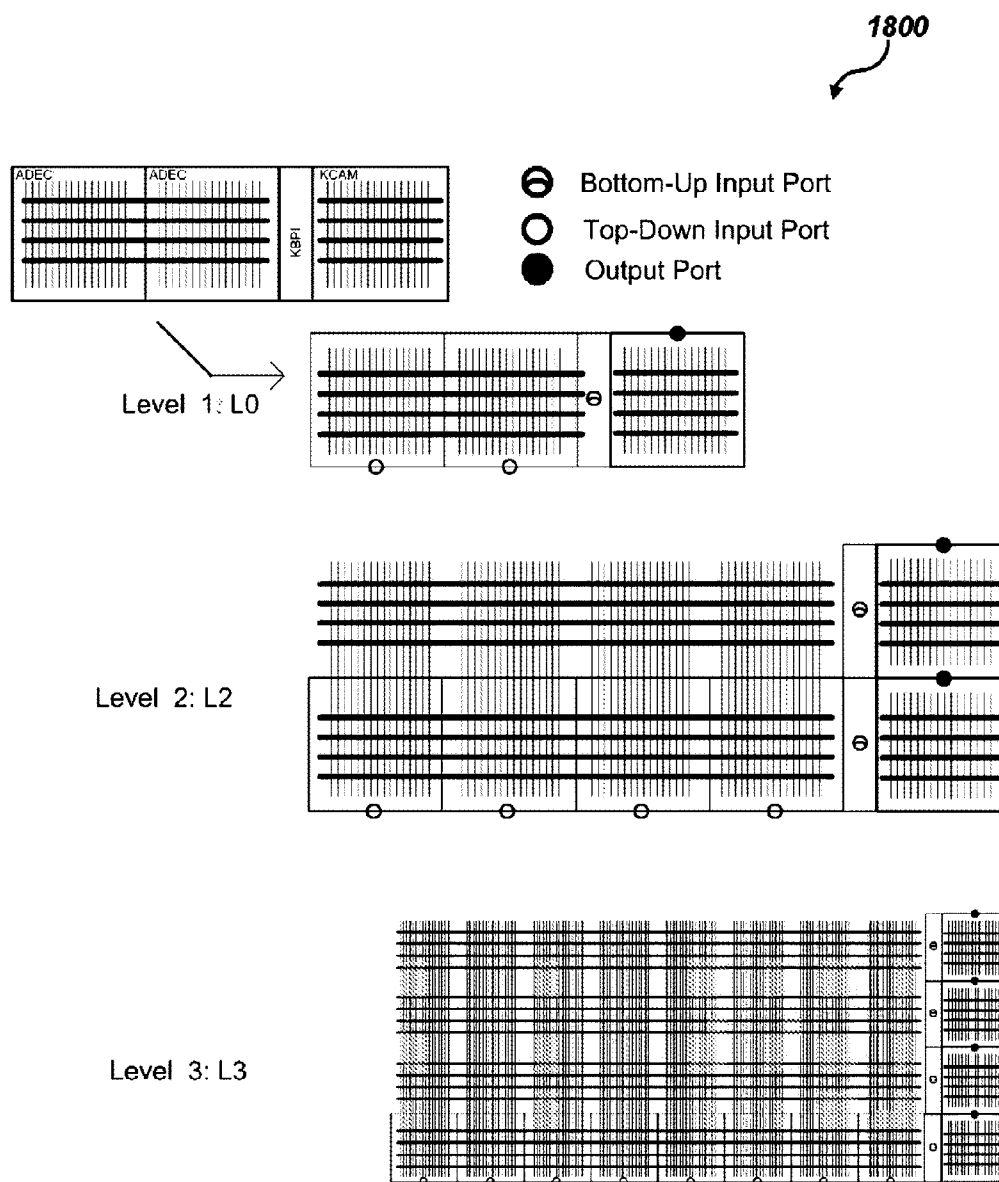 1800
ADEC ADEC KBPI KCAM
Bottom-Up Input Port
Top-Down Input Port
Output Port
Level 1: L0
Level 2: L2
Level 3: L3